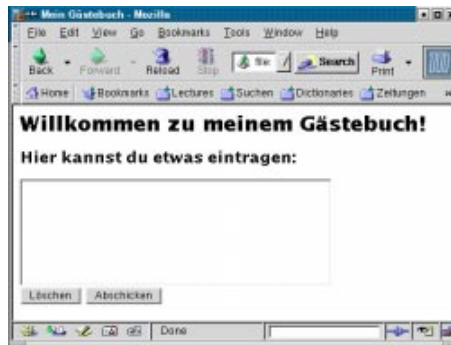 Mein Gästebuch - Mozilla
File Edit View Go Bookmarks Tools Window Help
Back Forward Reload Stop file:/ Search Print
Home Bookmarks Lectures Suchen Dictionaries Zeitungen
Willkommen zu meinem Gästebuch!
Hier kannst du etwas eintragen:
Löschen Abschicken
Done